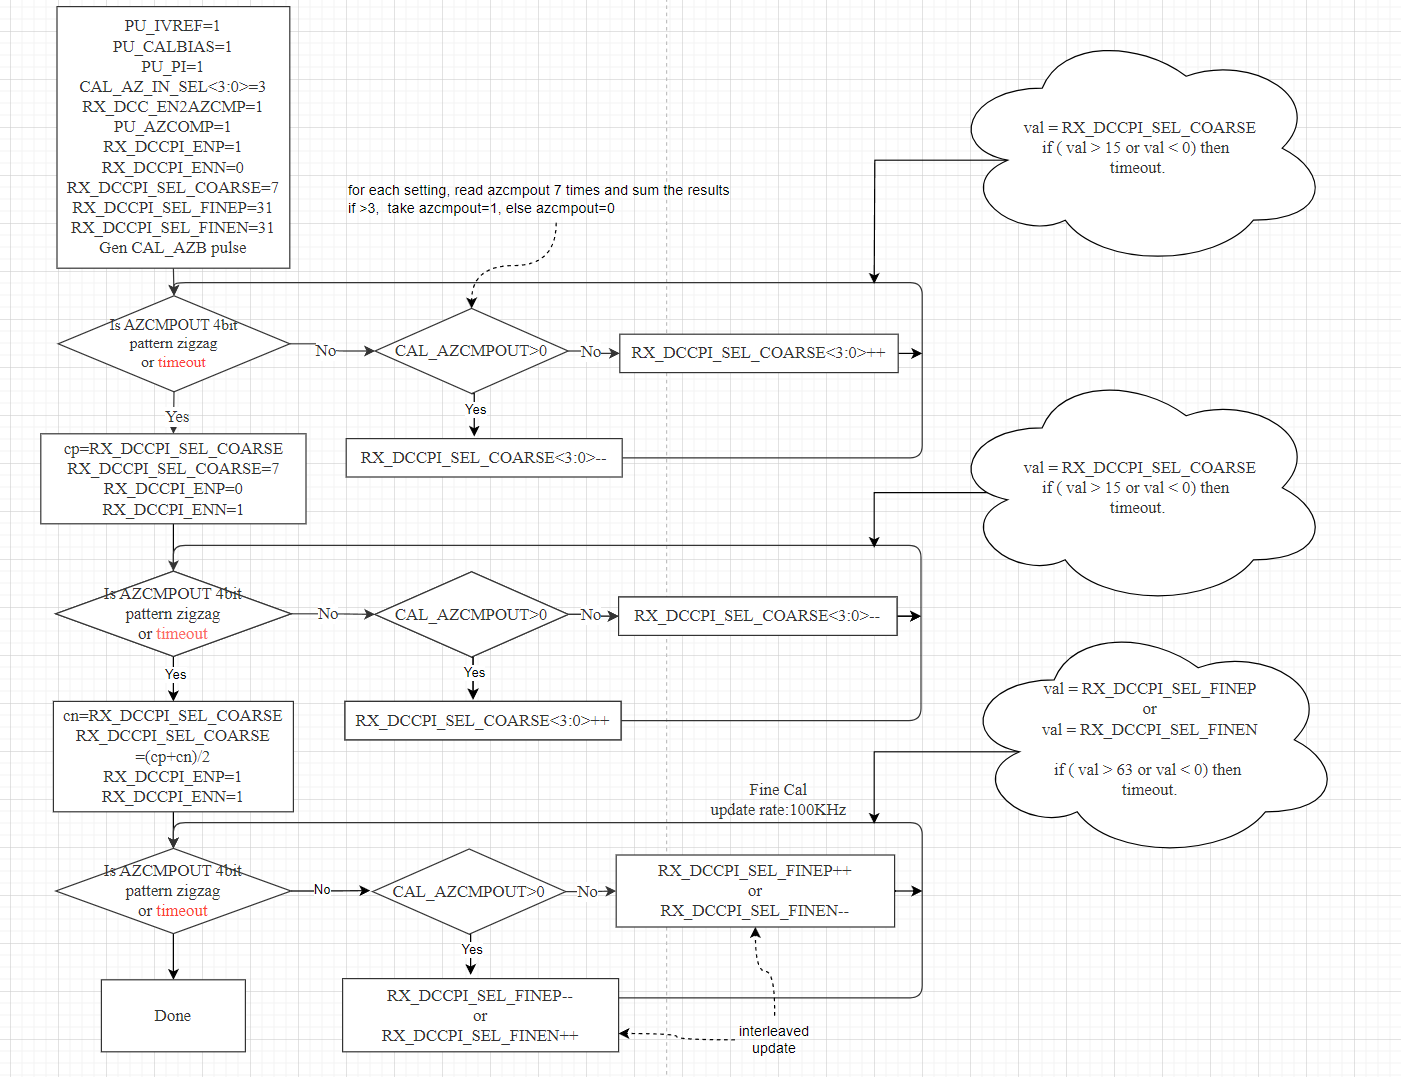 PU_IVREF=1
PU_CALBIAS=1
PU_PI=1
CAL_AZ_IN_SEL<3:0>=3
RX_DCC_EN2AZCMP=1
PU_AZCOMP=1
RX_DCCPI_ENP=1
RX_DCCPI_ENN=0
RX_DCCPI_SEL_COARSE=7
RX_DCCPI_SEL_FINEP=31
RX_DCCPI_SEL_FINEN=31
Gen CAL_AZB pulse
for each setting, read azcmpout 7 times and sum the results
if >3,  take azcmpout=1, else azcmpout=0
val = RX_DCCPI_SEL_COARSE
if ( val > 15 or val < 0) then
timeout.
Is AZCMPOUT 4bit
pattern zigzag
or timeout
No
CAL_AZCMPOUT>0
No
RX_DCCPI_SEL_COARSE<3:0>++
Yes
Yes
RX_DCCPI_SEL_COARSE<3:0>--
cp=RX_DCCPI_SEL_COARSE
RX_DCCPI_SEL_COARSE=7
RX_DCCPI_ENP=0
RX_DCCPI_ENN=1
val = RX_DCCPI_SEL_COARSE
if ( val > 15 or val < 0) then
timeout.
Is AZCMPOUT 4bit
pattern zigzag
or timeout
No
CAL_AZCMPOUT>0
No
RX_DCCPI_SEL_COARSE<3:0>--
Yes
Yes
RX_DCCPI_SEL_COARSE<3:0>++
cn=RX_DCCPI_SEL_COARSE
RX_DCCPI_SEL_COARSE
=(cp+cn)/2
RX_DCCPI_ENP=1
RX_DCCPI_ENN=1
val = RX_DCCPI_SEL_FINEP
or
val = RX_DCCPI_SEL_FINEN
if ( val > 63 or val < 0) then
timeout.
Fine Cal
update rate:100KHz
Is AZCMPOUT 4bit
pattern zigzag
or timeout
No
CAL_AZCMPOUT>0
No
RX_DCCPI_SEL_FINEP++
or
RX_DCCPI_SEL_FINEN--
Yes
RX_DCCPI_SEL_FINEP--
or
RX_DCCPI_SEL_FINEN++
interleaved
update
Done